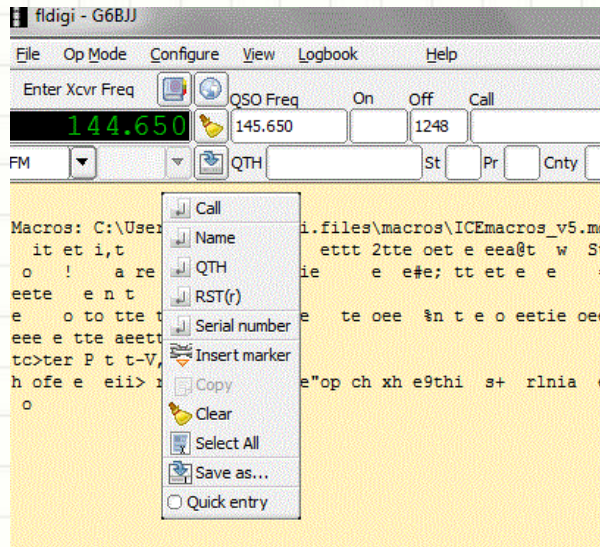 fldigi - G6BJJ
File Op Mode Configure View Logbook Help
Enter Xcvr Freq QSO Freq On Off Call
144.650 145.650 1248
FM QTH St Pr Cnty
Call
Name
QTH
RST(r)
Serial number
Insert marker
Copy
Clear
Select All
Save as...
Quick entry
Macros: C:\User i.files\macros\ICEmacros_v5.m
it et i,t ettt 2tte oet e eea@t w S
o ! a re ie e e#e; tt et e e
eete e n t
e o to tte t e te oee %n t e o eetie oe
eee e tte aeett
tc>ter P t t-V,
h ofe e eii> e"op ch xh e9thi s+ rlnia
o